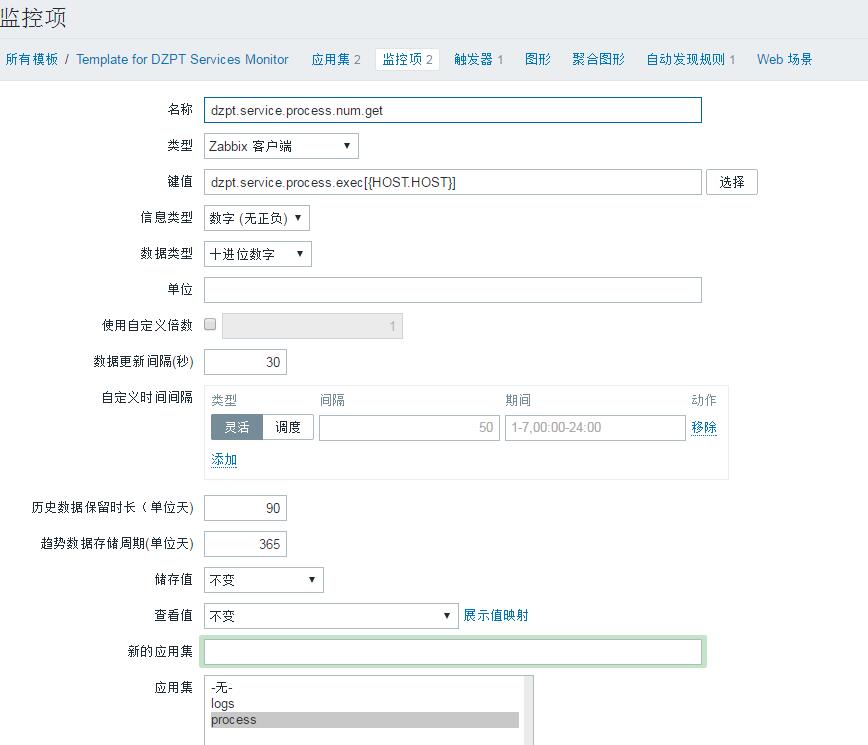 监控项
所有模板 / Template for DZPT Services Monitor 应用集 2 监控项 2 触发器 1 图形 聚合图形 自动发现规则 1 Web 场景
名称 dzpt.service.process.num.get
类型 Zabbix 客户端
键值 dzpt.service.process.exec[{HOST.HOST}] 选择
信息类型 数字 (无正负)
数据类型 十进位数字
单位
使用自定义倍数 1
数据更新间隔(秒) 30
自定义时间间隔 类型 间隔 期间 动作
灵活 调度 50 1-7,00:00-24:00 移除
添加
历史数据保留时长（单位天) 90
趋势数据存储周期(单位天) 365
储存值 不变
查看值 不变 展示值映射
新的应用集
应用集 -无-
logs
process